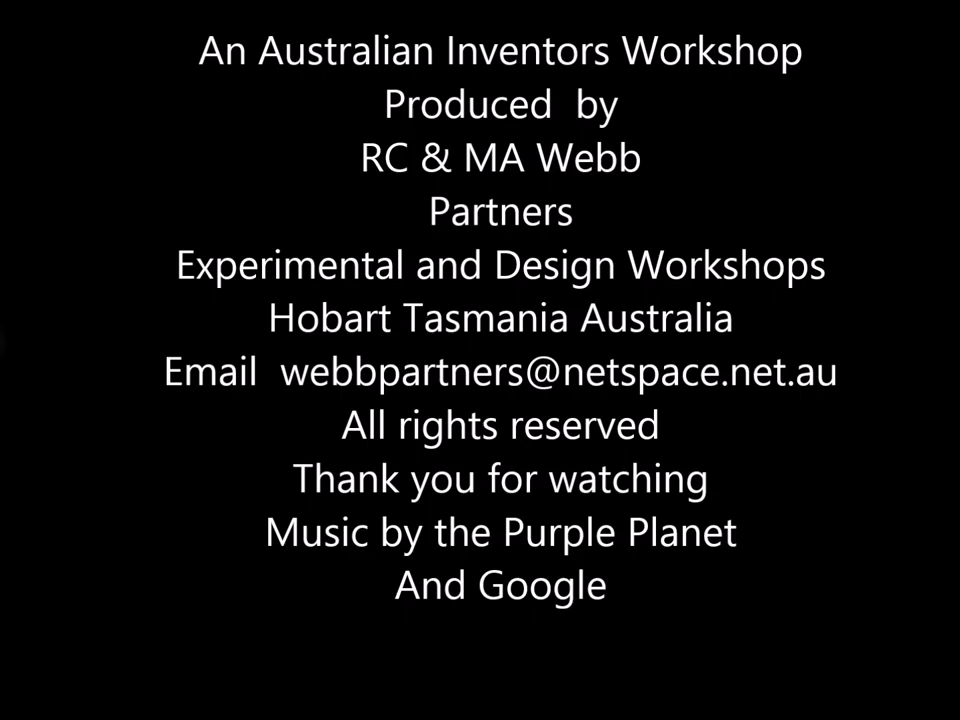 An Australian Inventors Workshop
Produced  by
RC & MA Webb
Partners
Experimental and Design Workshops
Hobart Tasmania Australia
Email  webbpartners@netspace.net.au
All rights reserved
Thank you for watching
Music by the Purple Planet
And Google